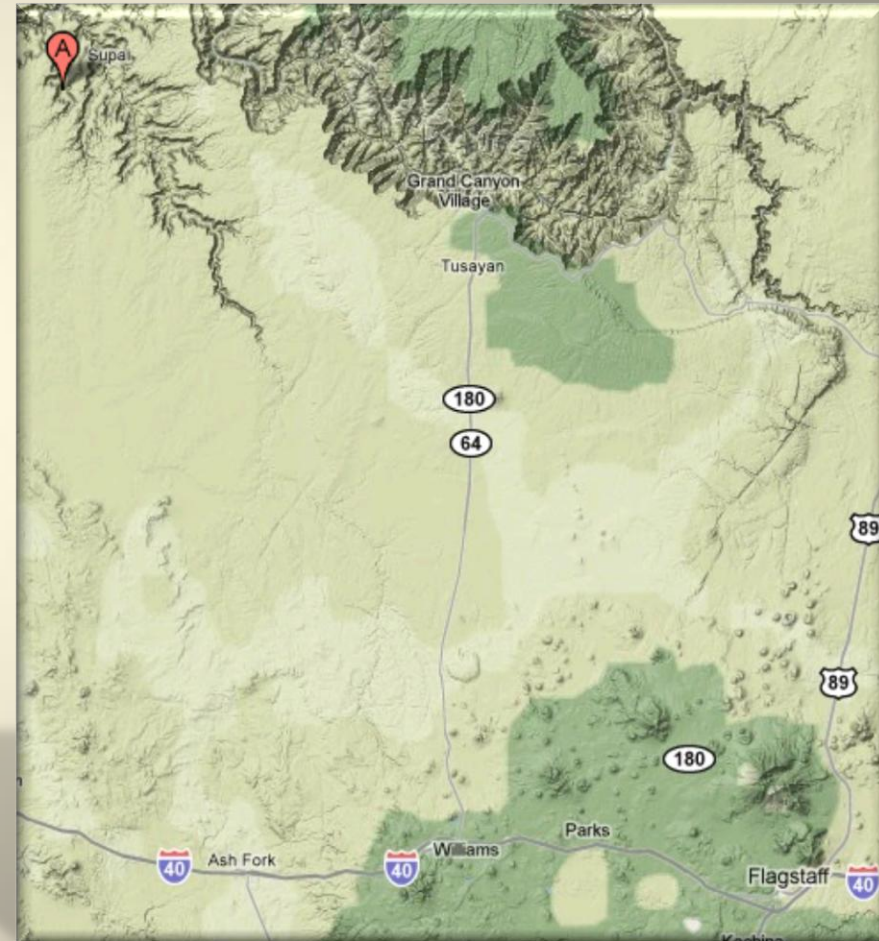 A
Supai
Grand Canyon
Village
Tusayan
180
64
89
89
180
Parks
Williams
40
Ash Fork
40
Flagstaff
40